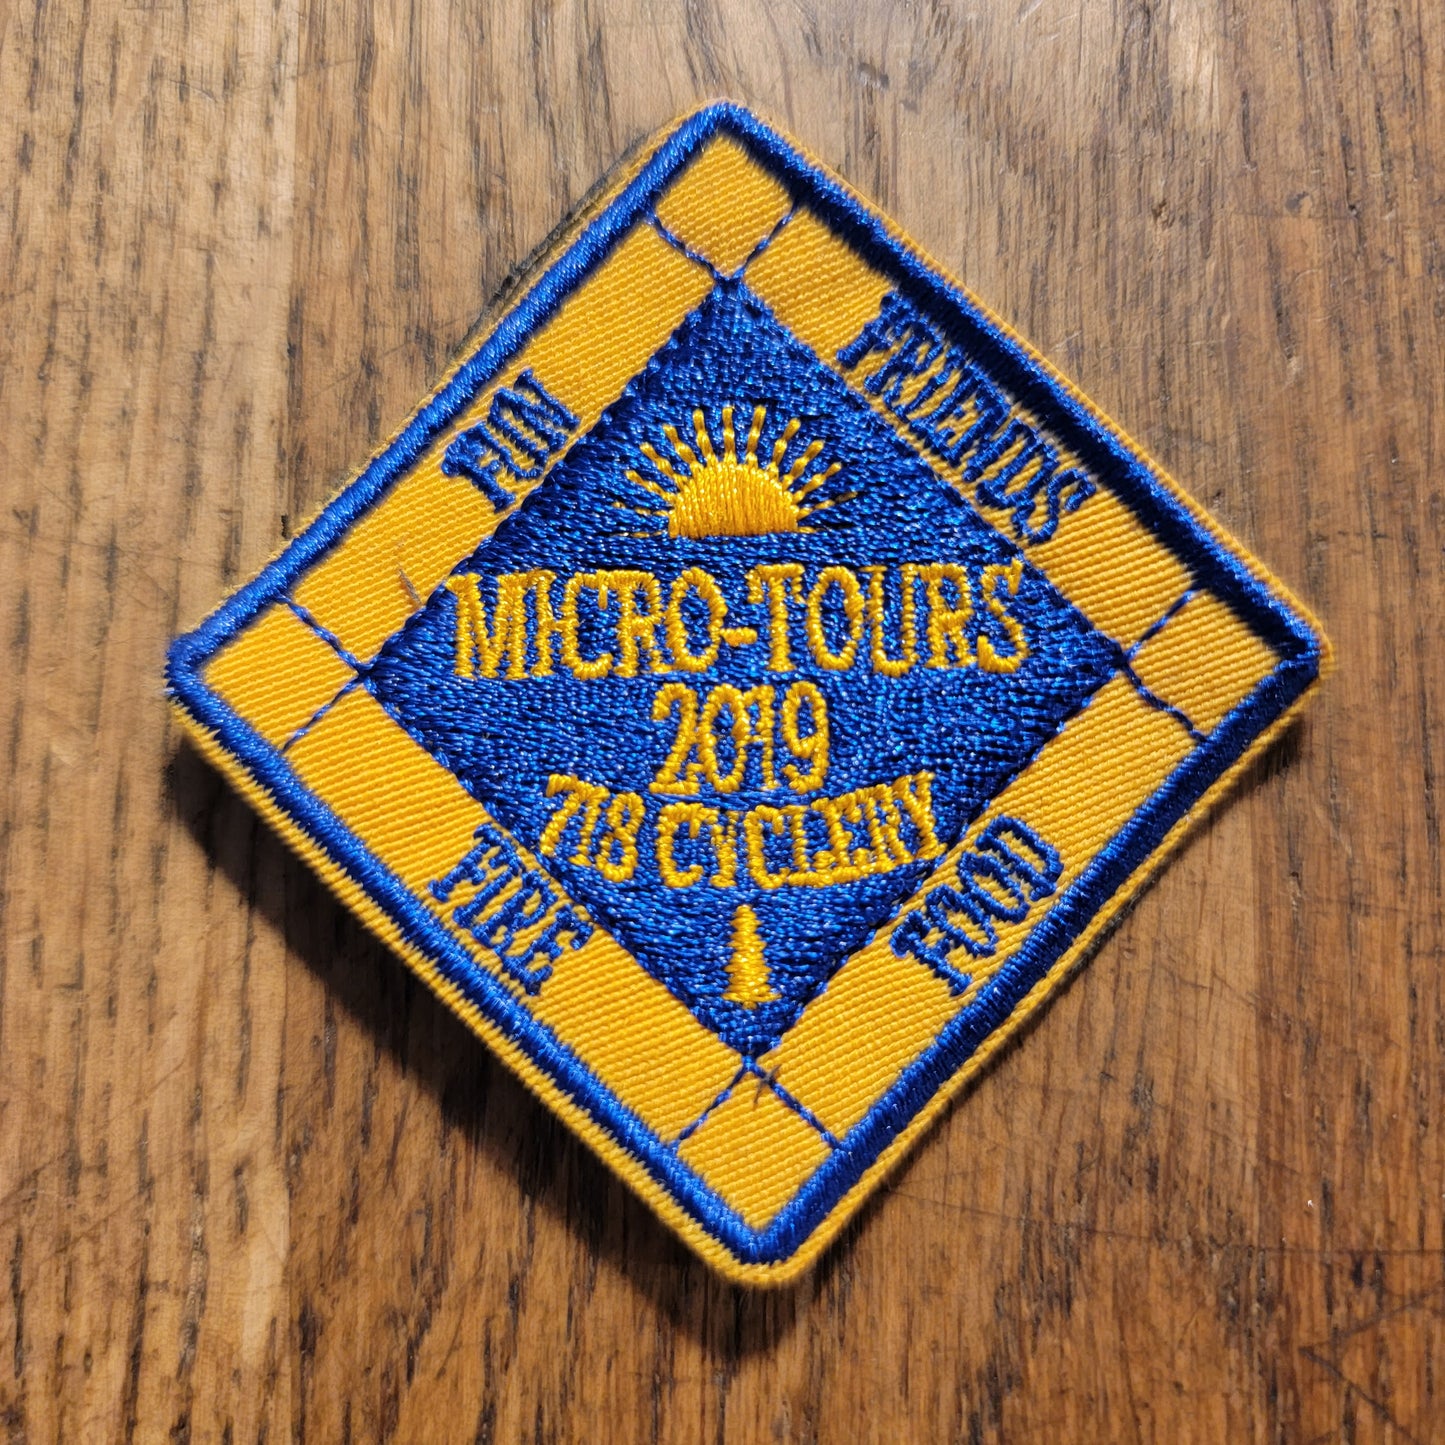 FUN
FRIENDS
MICRO-TOURS
2019
718 CYCLERY
FIRE
FOOD